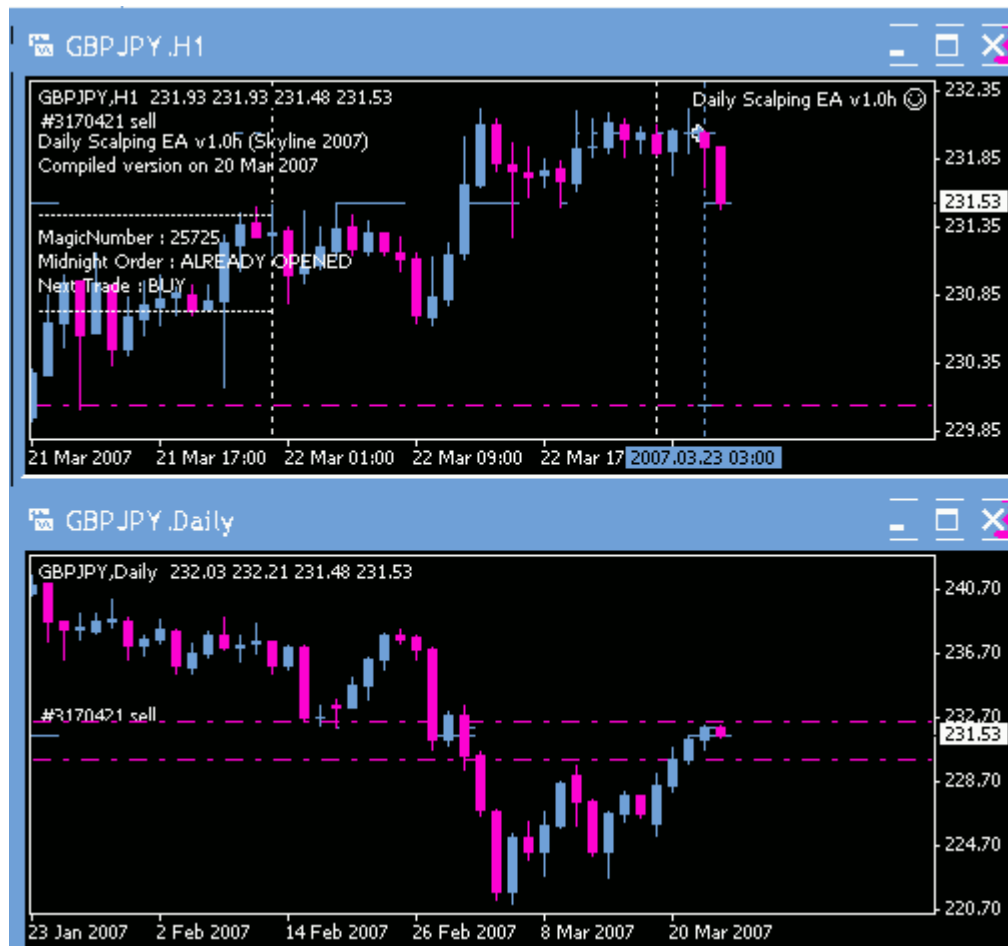 GBPJPY.H1
GBPJPY,H1 231.93 231.93 231.48 231.53
Daily Scalping EA v1.0h
#3170421 sell
Daily Scalping EA v1.0h (Skyline 2007)
Compiled version on 20 Mar 2007
MagicNumber : 25725
Midnight Order : ALREADY OPENED
Next Trade : BUY
232.35
231.85
231.53
231.35
230.85
230.35
229.85
21 Mar 2007 21 Mar 17:00 22 Mar 01:00 22 Mar 09:00 22 Mar 17 2007.03.23 03:00
GBPJPY.Daily
GBPJPY,Daily 232.03 232.21 231.48 231.53
#3170421 sell
240.70
236.70
232.70
231.53
228.70
224.70
220.70
23 Jan 2007 2 Feb 2007 14 Feb 2007 26 Feb 2007 8 Mar 2007 20 Mar 2007